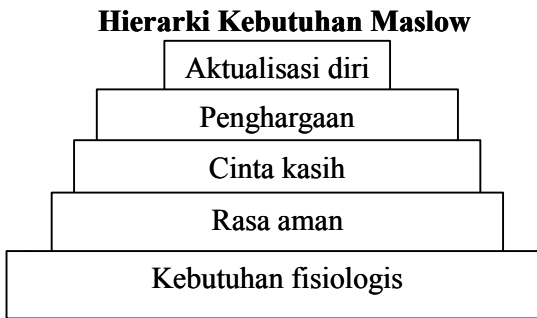 Hierarki Kebutuhan Maslow
Aktualisasi diri
Penghargaan
Cinta kasih
Rasa aman
Kebutuhan fisiologis